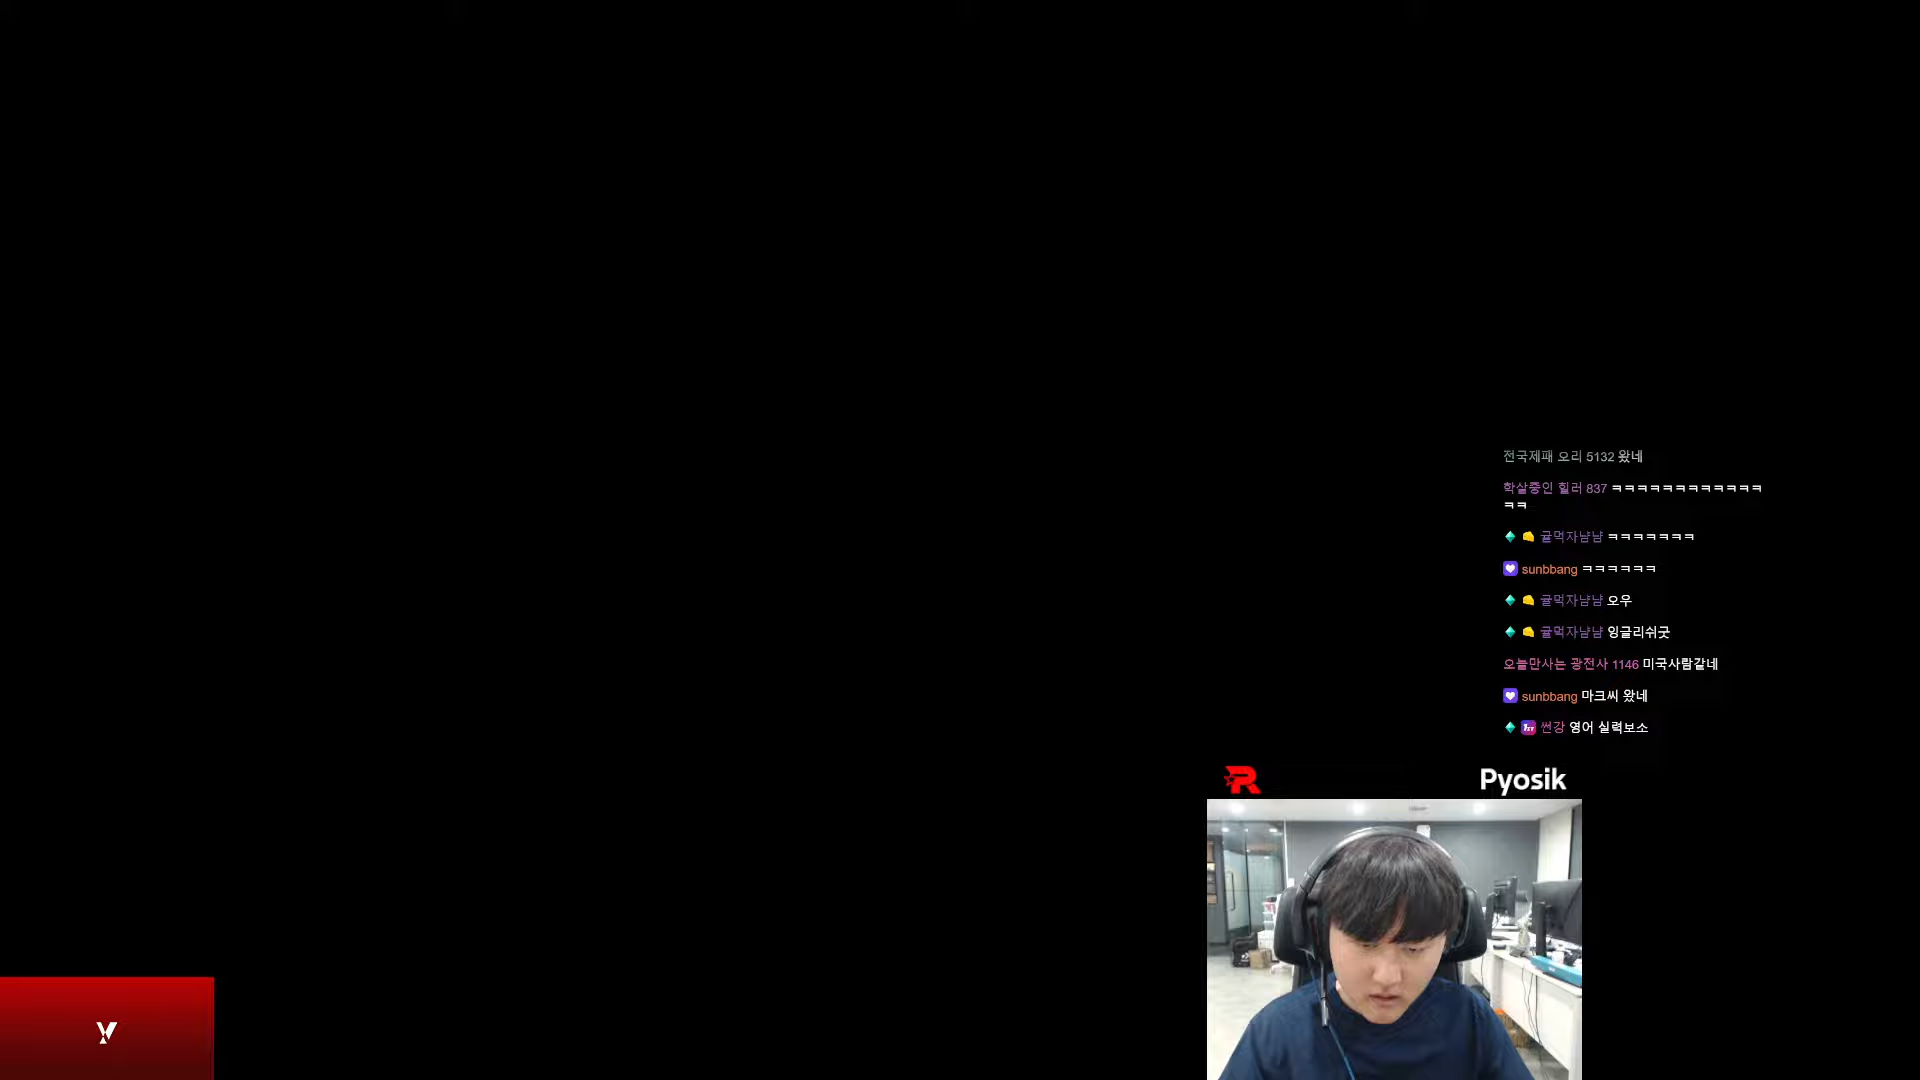 전국제패 오리 5132 왔네
학살중인 힐러 837 ㅋㅋㅋㅋㅋㅋㅋㅋㅋㅋㅋㅋ
ㅋㅋ
귤먹자냠냠 ㅋㅋㅋㅋㅋㅋㅋ
sunbbang ㅋㅋㅋㅋㅋㅋ
귤먹자냠냠 오우
귤먹자냠냠 잉글리쉬굿
오늘만사는 광전사 1146 미국사람같네
sunbbang 마크씨 왔네
썬강 영어 실력보소
Pyosik